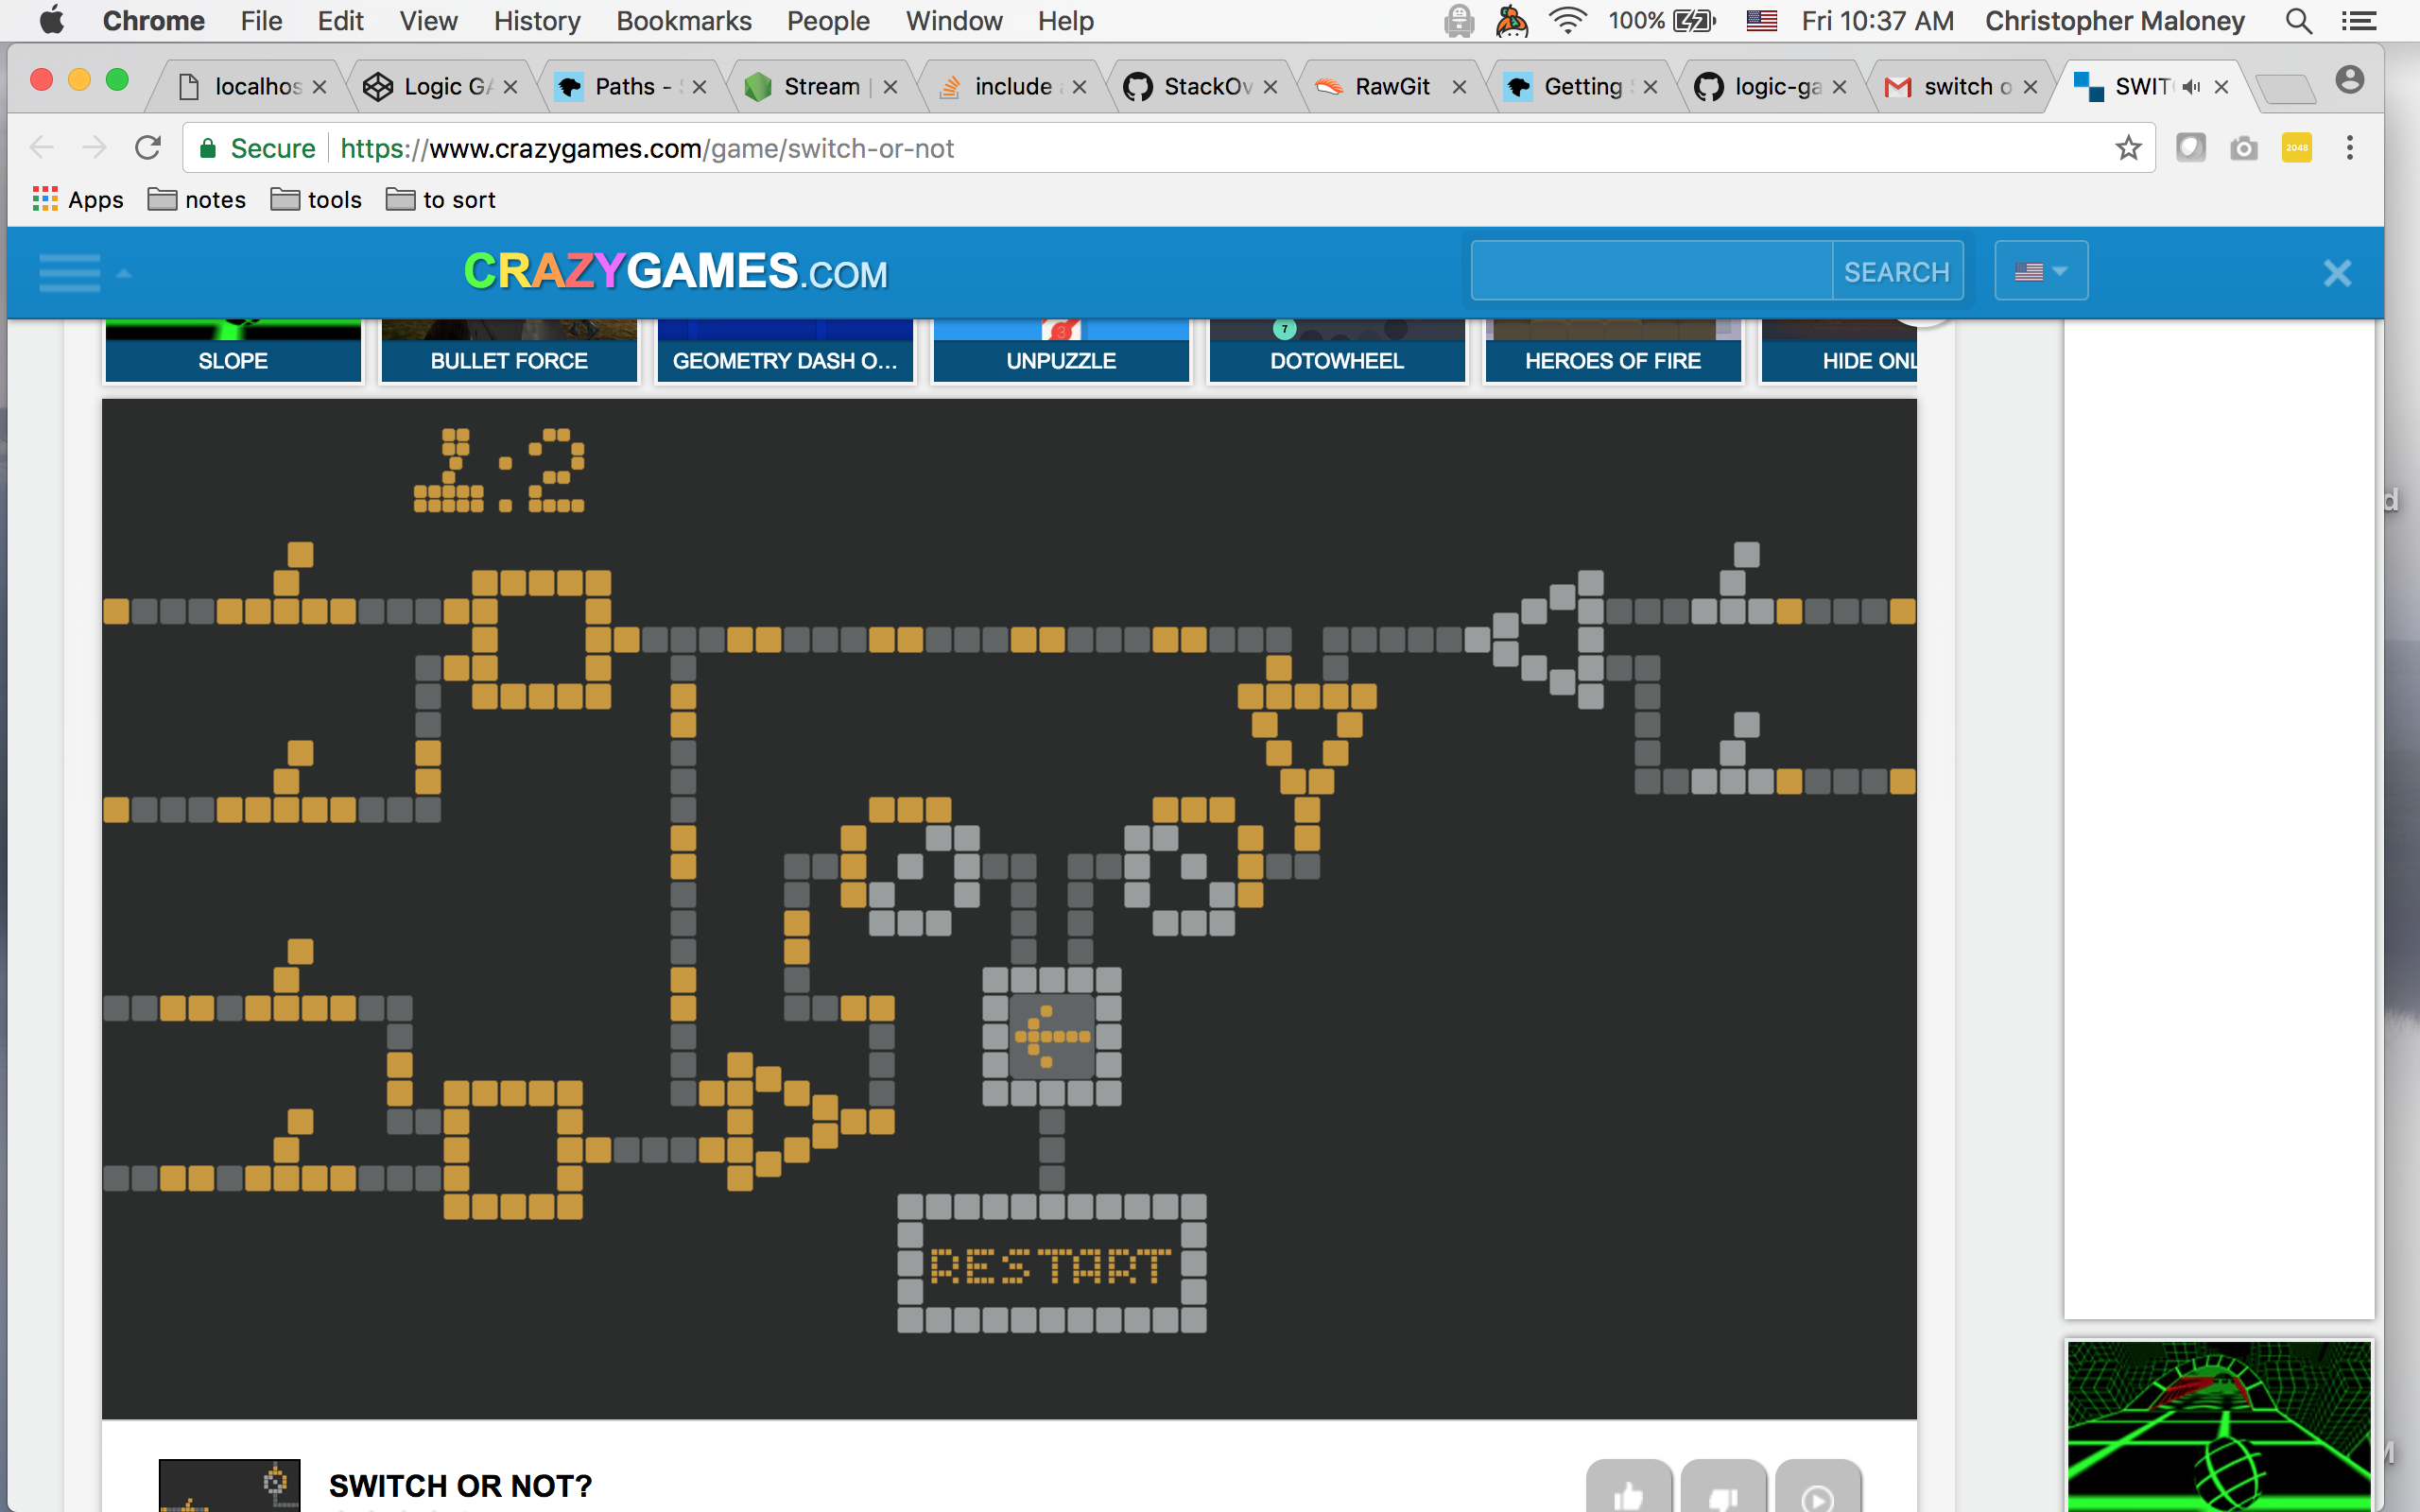 Chrome File Edit View History Bookmarks People Window Help 100% Fri 10:37 AM Christopher Maloney
localhos Logic GA Paths - Stream | include StackOv RawGit Getting logic-ga switch o SWIT
Secure https://www.crazygames.com/game/switch-or-not 2048
Apps notes tools to sort
CRAZYGAMES.COM SEARCH
7
SLOPE BULLET FORCE GEOMETRY DASH O... UNPUZZLE DOTOWHEEL HEROES OF FIRE HIDE ONL
1.2
RESTART
SWITCH OR NOT?